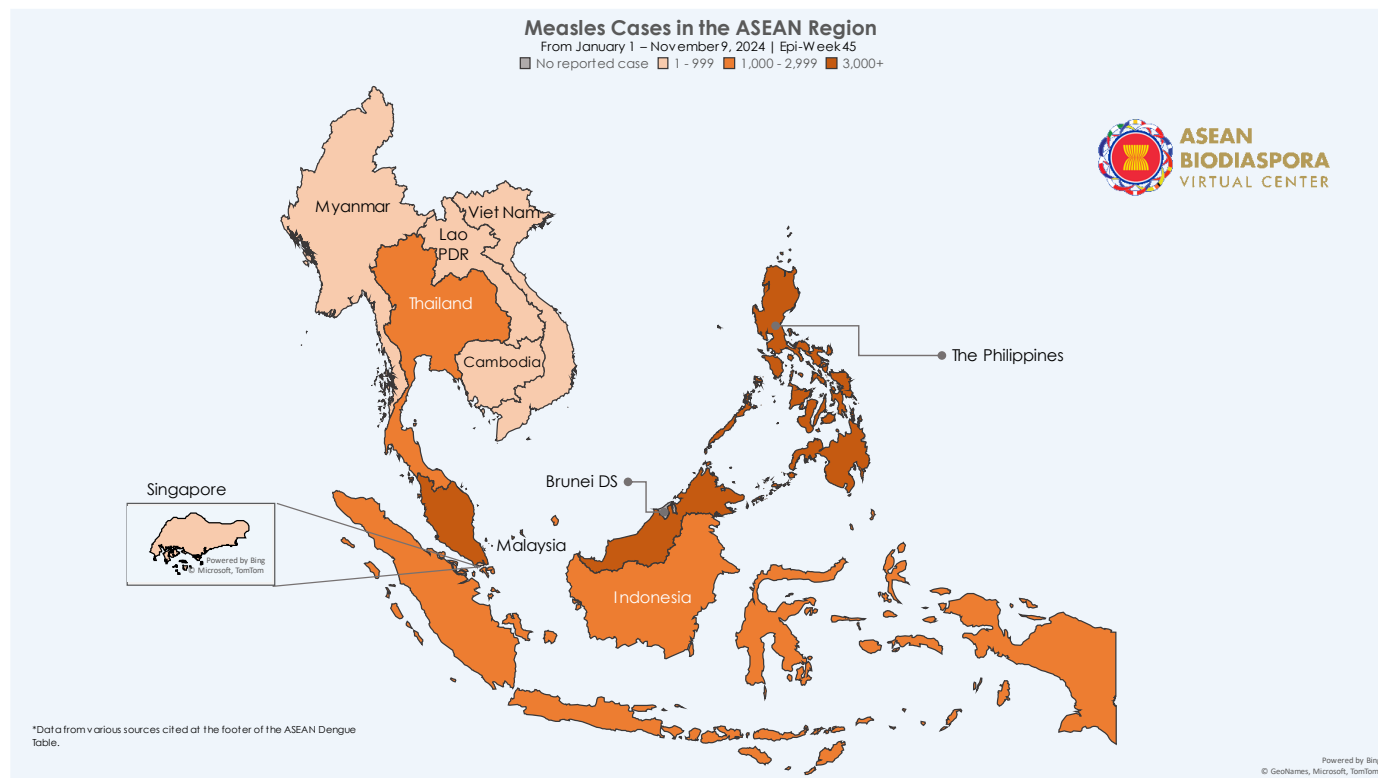 Measles Cases in the ASEAN Region
From January 1 – November 9, 2024 | Epi-Week 45
No reported case 1 - 999 1,000 - 2,999 3,000+
ASEAN
BIODIASPORA
VIRTUAL CENTER
Myanmar
Viet Nam
Lao
PDR
Thailand
Cambodia
The Philippines
Brunei DS
Singapore
Powered by Bing
© Microsoft, TomTom
Malaysia
Indonesia
*Data from various sources cited at the footer of the ASEAN Dengue
Table.
Powered by Bing
© GeoNames, Microsoft, TomTom